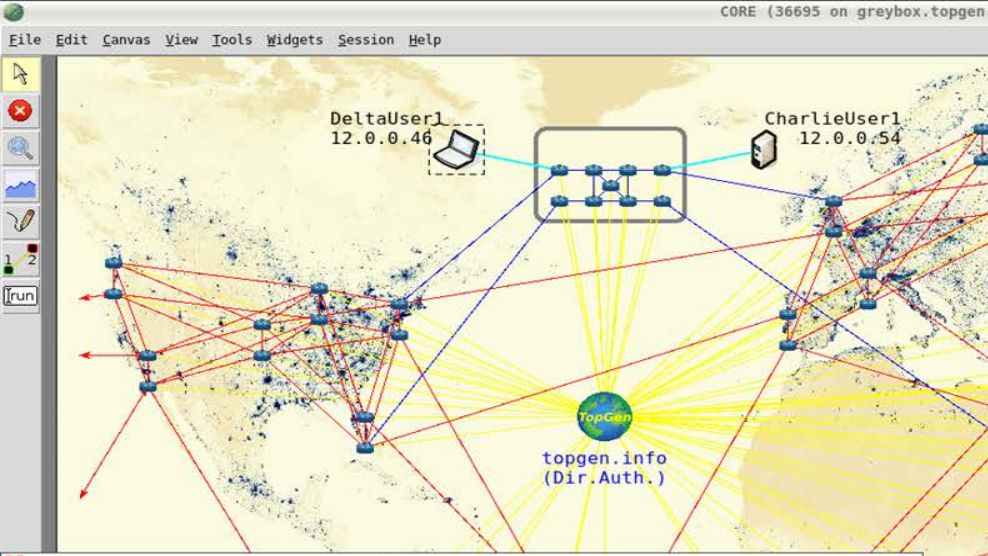 CORE (36695 on greybox.topgen
File Edit Canvas View Tools Widgets Session Help
DeltaUser1
12.0.0.46
CharlieUser1
12.0.0.54
1 2
run
TopGen
topgen.info
(Dir.Auth.)